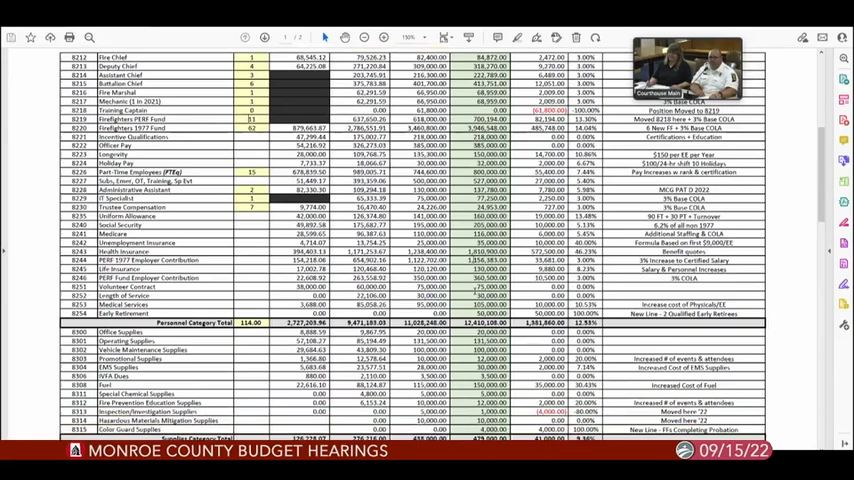 1 / 2
150%
8212 Fire Chief 1 68,545.12 79,526.23 82,400.00 84,872.00 2,472.00 3.00%
8213 Deputy Chief 4 64,225.08 271,220.84 309,000.00 318,270.00 9,270.00 3.00%
8214 Assistant Chief 3 203,745.91 216,300.00 222,789.00 6,489.00 3.00%
8215 Battalion Chief 6 375,783.88 401,700.00 413,751.00 12,051.00 3.00%
8216 Fire Marshal 1 62,291.56 66,950.00 68,959.00 2,009.00 3.00%
8217 Mechanic (1 in 2021) 1 62,291.59 66,950.00 68,959.00 2,009.00 3.00% 3% Base COLA
8218 Training Captain 0 0.00 61,800.00 (61,800.00) -100.00% Position Moved to 8219
8219 Firefighters PERF Fund 11 637,650.26 618,000.00 700,194.00 82,194.00 13.30% Moved 8218 here + 3% Base COLA
8220 Firefighters 1977 Fund 62 879,663.87 2,786,551.91 3,460,800.00 3,946,548.00 485,748.00 14.04% 6 New FF + 3% Base COLA
8221 Incentive Qualifications 47,299.44 175,002.77 218,000.00 218,000.00 0.00 0.00% Certifications + Education
8222 Officer Pay 54,216.92 326,273.03 385,000.00 385,000.00 0.00 0.00%
8223 Longevity 28,000.00 109,768.75 135,300.00 150,000.00 14,700.00 10.86% $150 per EE per Year
8224 Holiday Pay 7,733.37 18,066.67 30,000.00 32,000.00 2,000.00 6.67% $100/24-hr shift 10 Holidays
8226 Part-Time Employees (FTEq) 15 678,839.50 989,005.71 744,600.00 800,000.00 55,400.00 7.44% Pay Increases w rank & certification
8227 Subs, Emer, OT, Training, Sp Evt 51,449.17 393,943.61 500,000.00 527,000.00 27,000.00 5.40%
8228 Administrative Assistant 2 82,330.30 109,294.18 130,000.00 137,780.00 7,780.00 5.98% MCG PAT D 2022
8229 IT Specialist 1 65,333.39 75,000.00 77,250.00 2,250.00 3.00% 3% Base COLA
8230 Trustee Compensation 7 9,774.00 16,470.40 24,226.00 24,953.00 727.00 3.00% 3% Base COLA
8235 Uniform Allowance 42,000.00 126,374.80 141,000.00 160,000.00 19,000.00 13.48% 90 FT + 30 PT + Turnover
8240 Social Security 49,892.58 174,993.35 195,000.00 205,000.00 10,000.00 5.13% 6.2% of all non 1977
8241 Medicare 28,599.65 96,387.63 110,000.00 115,000.00 5,000.00 4.55% Additional Staffing & COLA
8242 Unemployment Insurance 4,714.07 13,754.25 25,000.00 35,000.00 10,000.00 40.00% Formula Based on first $9,000/EE
8243 Health Insurance 394,403.13 1,171,253.67 1,238,400.00 1,810,900.00 572,500.00 46.23% Benefit quotes
8244 PERF 1977 Employer Contribution 154,218.00 654,902.16 1,122,702.00 1,156,383.00 33,681.00 3.00% 3% Increase to Certified Salary
8245 Life Insurance 17,002.78 120,468.48 120,120.00 130,000.00 9,880.00 8.23% Salary & Personnel Increases
8246 PERF Fund Employer Contribution 22,608.92 263,558.92 350,000.00 360,500.00 10,500.00 3.00% 3% COLA
8251 Volunteer Contract 38,000.00 60,000.00 75,000.00 75,000.00 0.00 0.00%
8252 Length of Service 0.00 22,106.00 30,000.00 30,000.00 0.00 0.00%
8253 Medical Services 3,688.00 85,058.26 95,000.00 105,000.00 10,000.00 10.53% Increase cost of Physicals/EE
8254 Early Retirement 0.00 0.00 0.00 50,000.00 50,000.00 100.00% New Line - 2 Qualified Early Retirees
Personnel Category Total 114.00 2,727,203.96 9,471,183.03 11,028,248.00 12,410,108.00 1,381,860.00 12.53%
8300 Office Supplies 8,888.59 9,867.95 20,000.00 20,000.00 0.00 0.00%
8301 Operating Supplies 57,108.27 85,194.49 131,500.00 131,500.00 0.00 0.00%
8302 Vehicle Maintenance Supplies 29,684.63 43,809.30 100,000.00 100,000.00 0.00 0.00%
8303 Promotional Supplies 1,366.80 12,578.64 10,000.00 12,000.00 2,000.00 20.00% Increased # of events & attendees
8304 EMS Supplies 5,683.68 23,577.51 28,000.00 30,000.00 2,000.00 7.14% Increased Cost of EMS Supplies
8306 IVFA Dues 880.00 2,110.00 3,500.00 3,500.00 0.00 0.00%
8308 Fuel 22,616.10 88,124.87 115,000.00 150,000.00 35,000.00 30.43% Increased Cost of Fuel
8311 Special Chemical Supplies 0.00 4,800.00 5,000.00 5,000.00 0.00 0.00%
8312 Fire Prevention Education Supplies 0.00 6,153.24 10,000.00 12,000.00 2,000.00 20.00% Increased # of events & attendees
8313 Inspection/Investigation Supplies 0.00 0.00 5,000.00 1,000.00 (4,000.00) -80.00% Moved here '22
8314 Hazardous Materials Mitigation Supplies 10,000.00 10,000.00 0.00 0.00% Moved here '22
8315 Color Guard Supplies 0.00 4,000.00 4,000.00 100.00% New Line - FFs Completing Probation
Supplies Category Total 126,228.07 276,216.00 438,000.00 479,000.00 41,000.00 9.36%
Courthouse Main
MONROE COUNTY BUDGET HEARINGS
09/15/22